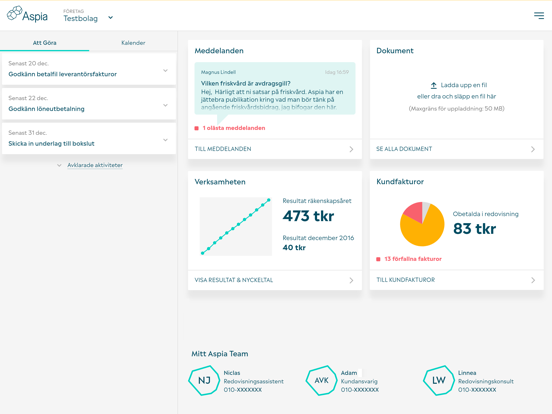 Aspia
FÖRETAG
Testbolag
Att Göra
Kalender
Senast 20 dec.
Godkänn betalfil leverantörsfakturor
Senast 22 dec.
Godkänn löneutbetalning
Senast 31 dec.
Skicka in underlag till bokslut
Avklarade aktiviteter
Meddelanden
Magnus Lindell
Idag 13:59
Vilken friskvård är avdragsgill?
Hej, Härligt att ni satsar på friskvård. Aspia har en
jättebra publikation kring vad man bör tänk på
angående friskvårdsbidrag, jag bifogar den här.
1 olästa meddelanden
TILL MEDDELANDEN
Dokument
Ladda upp en fil
eller dra och släpp en fil här
(Maxgräns för uppladdning: 50 MB)
SE ALLA DOKUMENT
Verksamheten
Resultat räkenskapsåret
473 tkr
Resultat december 2016
40 tkr
VISA RESULTAT & NYCKELTAL
Kundfakturor
Obetalda i redovisning
83 tkr
13 förfallna fakturor
TILL KUNDFAKTUROR
Mitt Aspia Team
NJ
Niclas
Redovisningsassistent
010-XXXXXXX
AVK
Adam
Kundansvarig
010-XXXXXXX
LW
Linnea
Redovisningskonsult
010-XXXXXXX